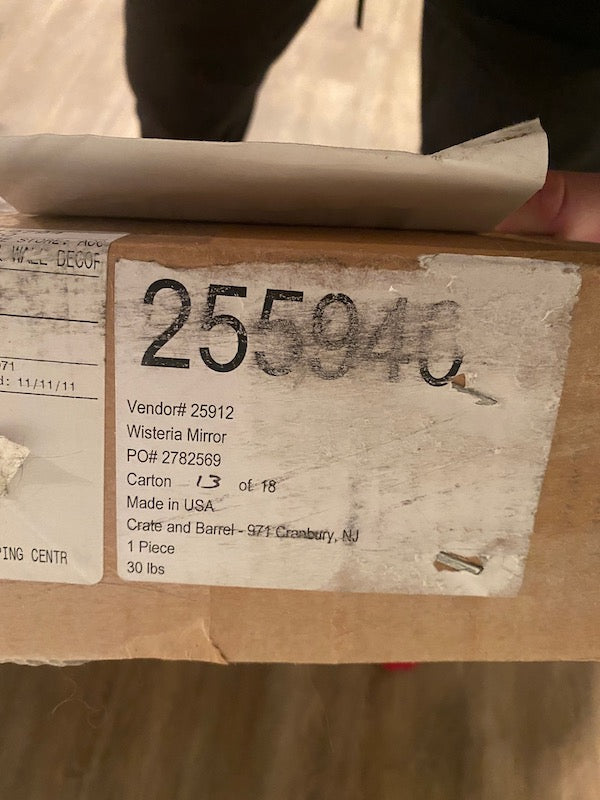 WALL DECOR
971
d: 11/11/11
PING CENTR
255940
Vendor# 25912
Wisteria Mirror
PO# 2782569
Carton 13 of 18
Made in USA
Crate and Barrel - 971 Cranbury, NJ
1 Piece
30 lbs